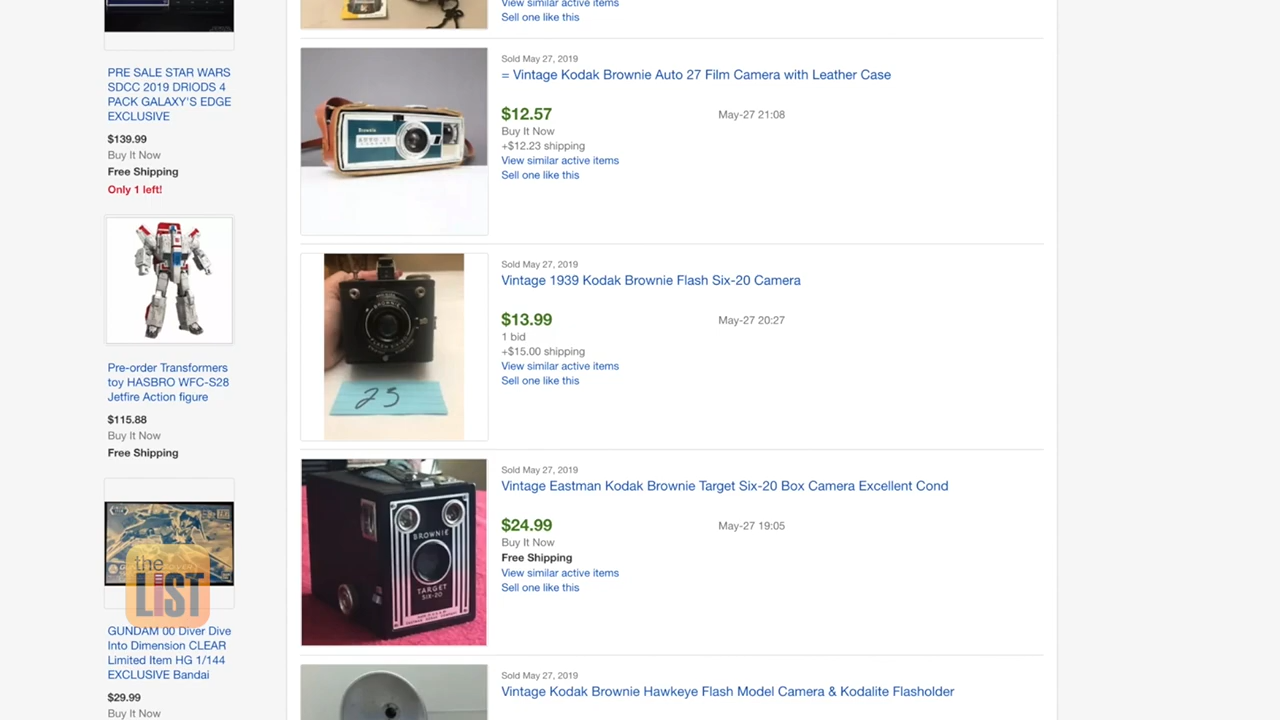 PRE SALE STAR WARS
SDCC 2019 DRIODS 4
PACK GALAXY'S EDGE
EXCLUSIVE
$139.99
Buy It Now
Free Shipping
Only 1 left!
Pre-order Transformers
toy HASBRO WFC-S28
Jetfire Action figure
$115.88
Buy It Now
Free Shipping
the
LIST
GUNDAM 00 Diver Dive
Into Dimension CLEAR
Limited Item HG 1/144
EXCLUSIVE Bandai
$29.99
Buy It Now
View similar active items
Sell one like this
Sold May 27, 2019
= Vintage Kodak Brownie Auto 27 Film Camera with Leather Case
$12.57
May-27 21:08
Buy It Now
+$12.23 shipping
View similar active items
Sell one like this
Brownie
AUTO 27
Sold May 27, 2019
Vintage 1939 Kodak Brownie Flash Six-20 Camera
$13.99
May-27 20:27
1 bid
+$15.00 shipping
View similar active items
Sell one like this
BROWNIE
23
Sold May 27, 2019
Vintage Eastman Kodak Brownie Target Six-20 Box Camera Excellent Cond
$24.99
May-27 19:05
Buy It Now
Free Shipping
View similar active items
Sell one like this
BROWNIE
TARGET
SIX-20
Sold May 27, 2019
Vintage Kodak Brownie Hawkeye Flash Model Camera & Kodalite Flasholder